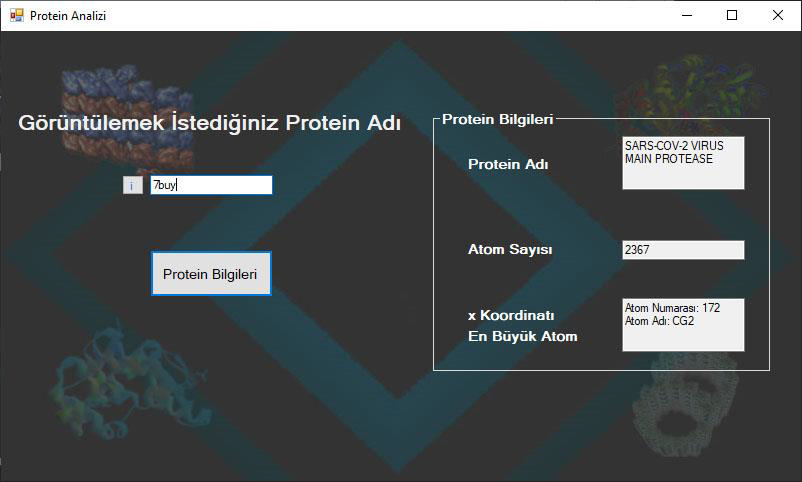 Protein Analizi
Görüntülemek İstediğiniz Protein Adı
i
7buy
Protein Bilgileri
Protein Bilgileri
Protein Adı
SARS-COV-2 VIRUS
MAIN PROTEASE
Atom Sayısı
2367
x Koordinatı
En Büyük Atom
Atom Numarası: 172
Atom Adı: CG2